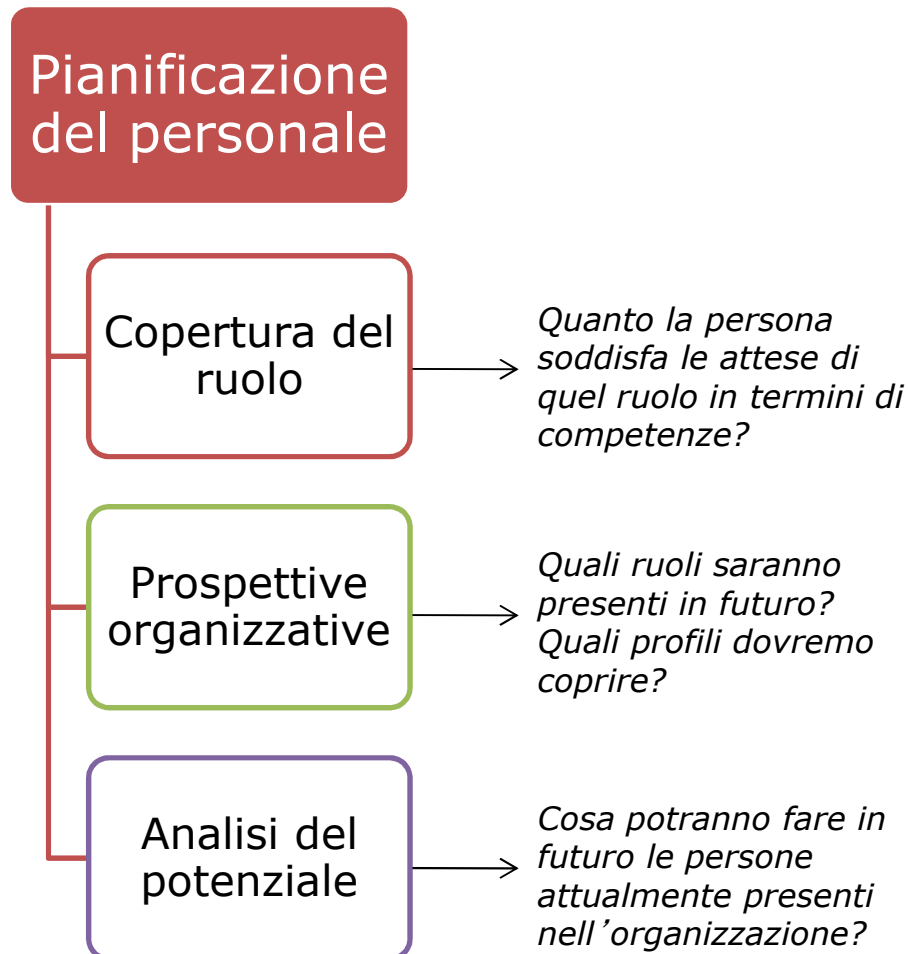 Pianificazione
del personale
Copertura del
ruolo
Quanto la persona
soddisfa le attese di
quel ruolo in termini di
competenze?
Prospettive
organizzative
Quali ruoli saranno
presenti in futuro?
Quali profili dovremo
coprire?
Analisi del
potenziale
Cosa potranno fare in
futuro le persone
attualmente presenti
nell’organizzazione?